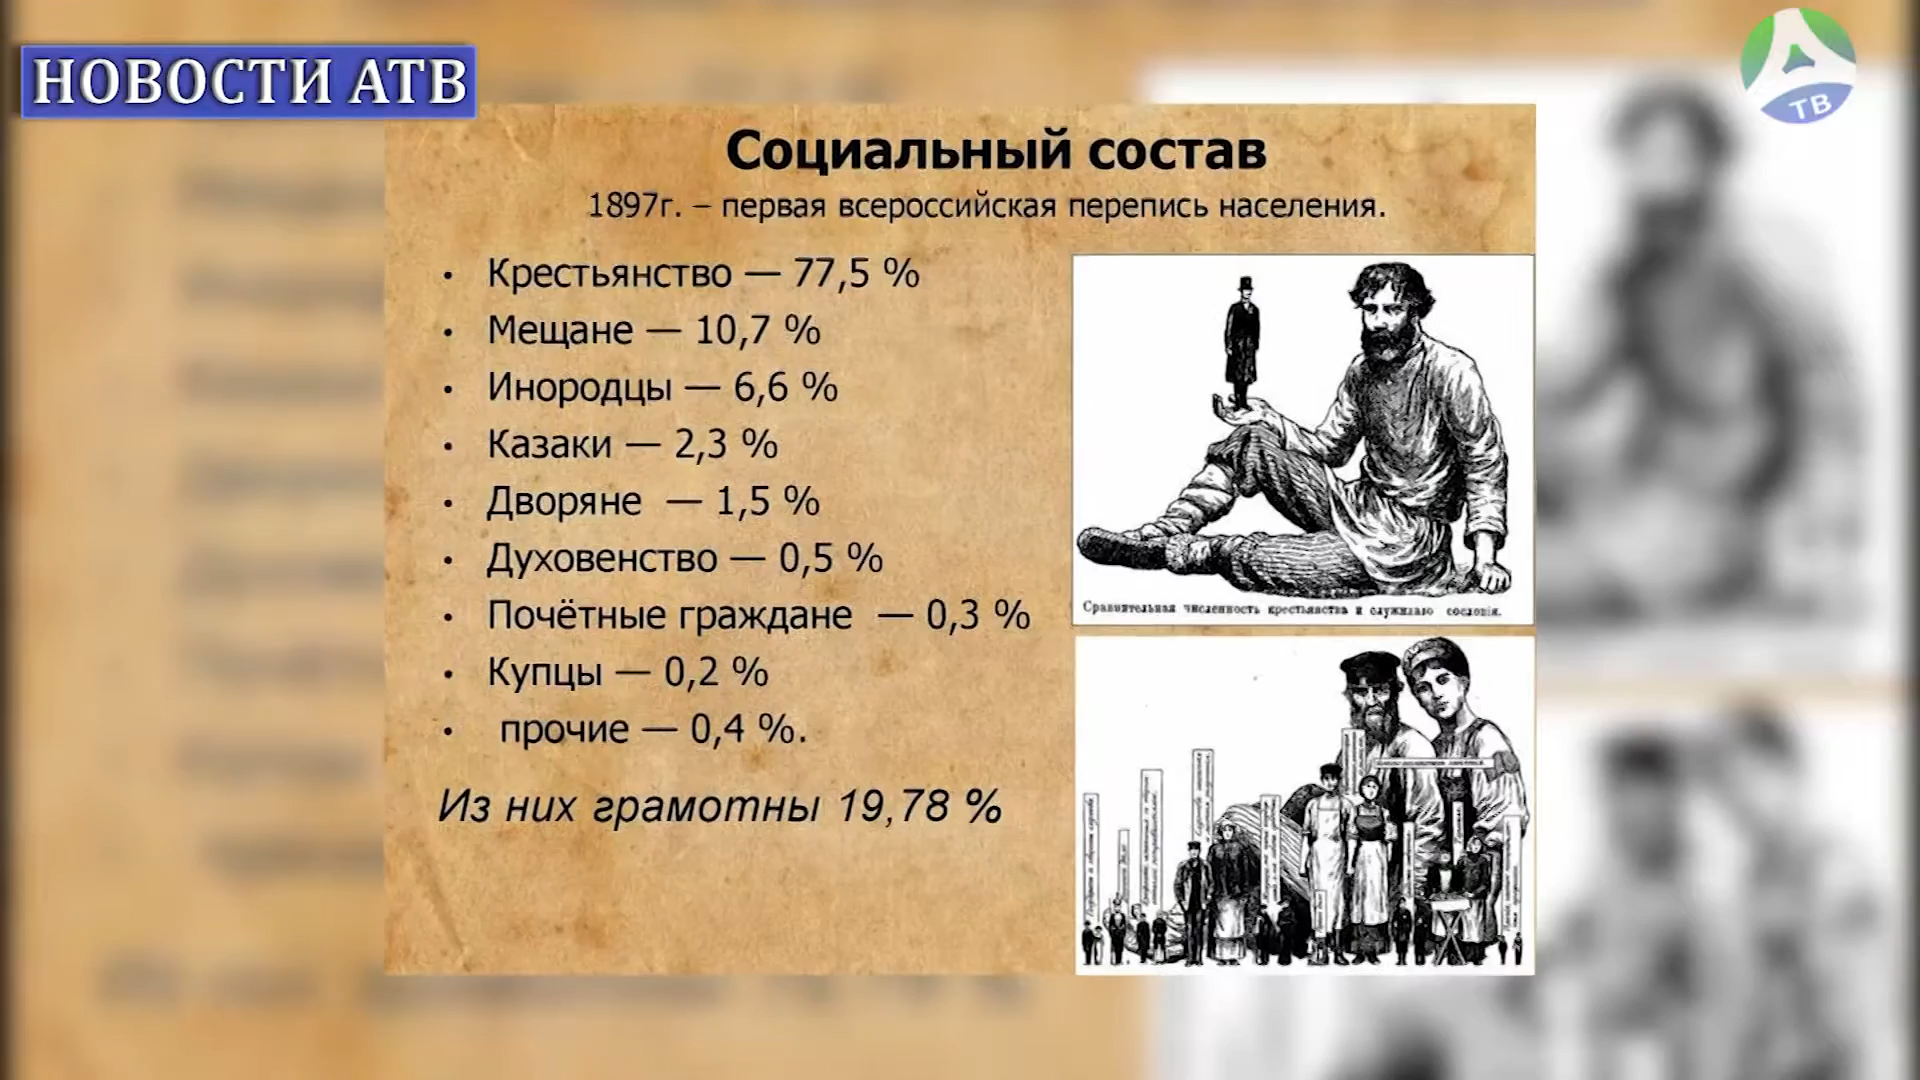 НОВОСТИ АТВ
ТВ
Социальный состав
1897г. – первая всероссийская перепись населения.
• Крестьянство — 77,5 %
• Мещане — 10,7 %
• Инородцы — 6,6 %
• Казаки — 2,3 %
• Дворяне — 1,5 %
• Духовенство — 0,5 %
• Почётные граждане — 0,3 %
• Купцы — 0,2 %
• прочие — 0,4 %.
Из них грамотны 19,78 %
Сравнительная численность крестьянства и служилаго сословія.